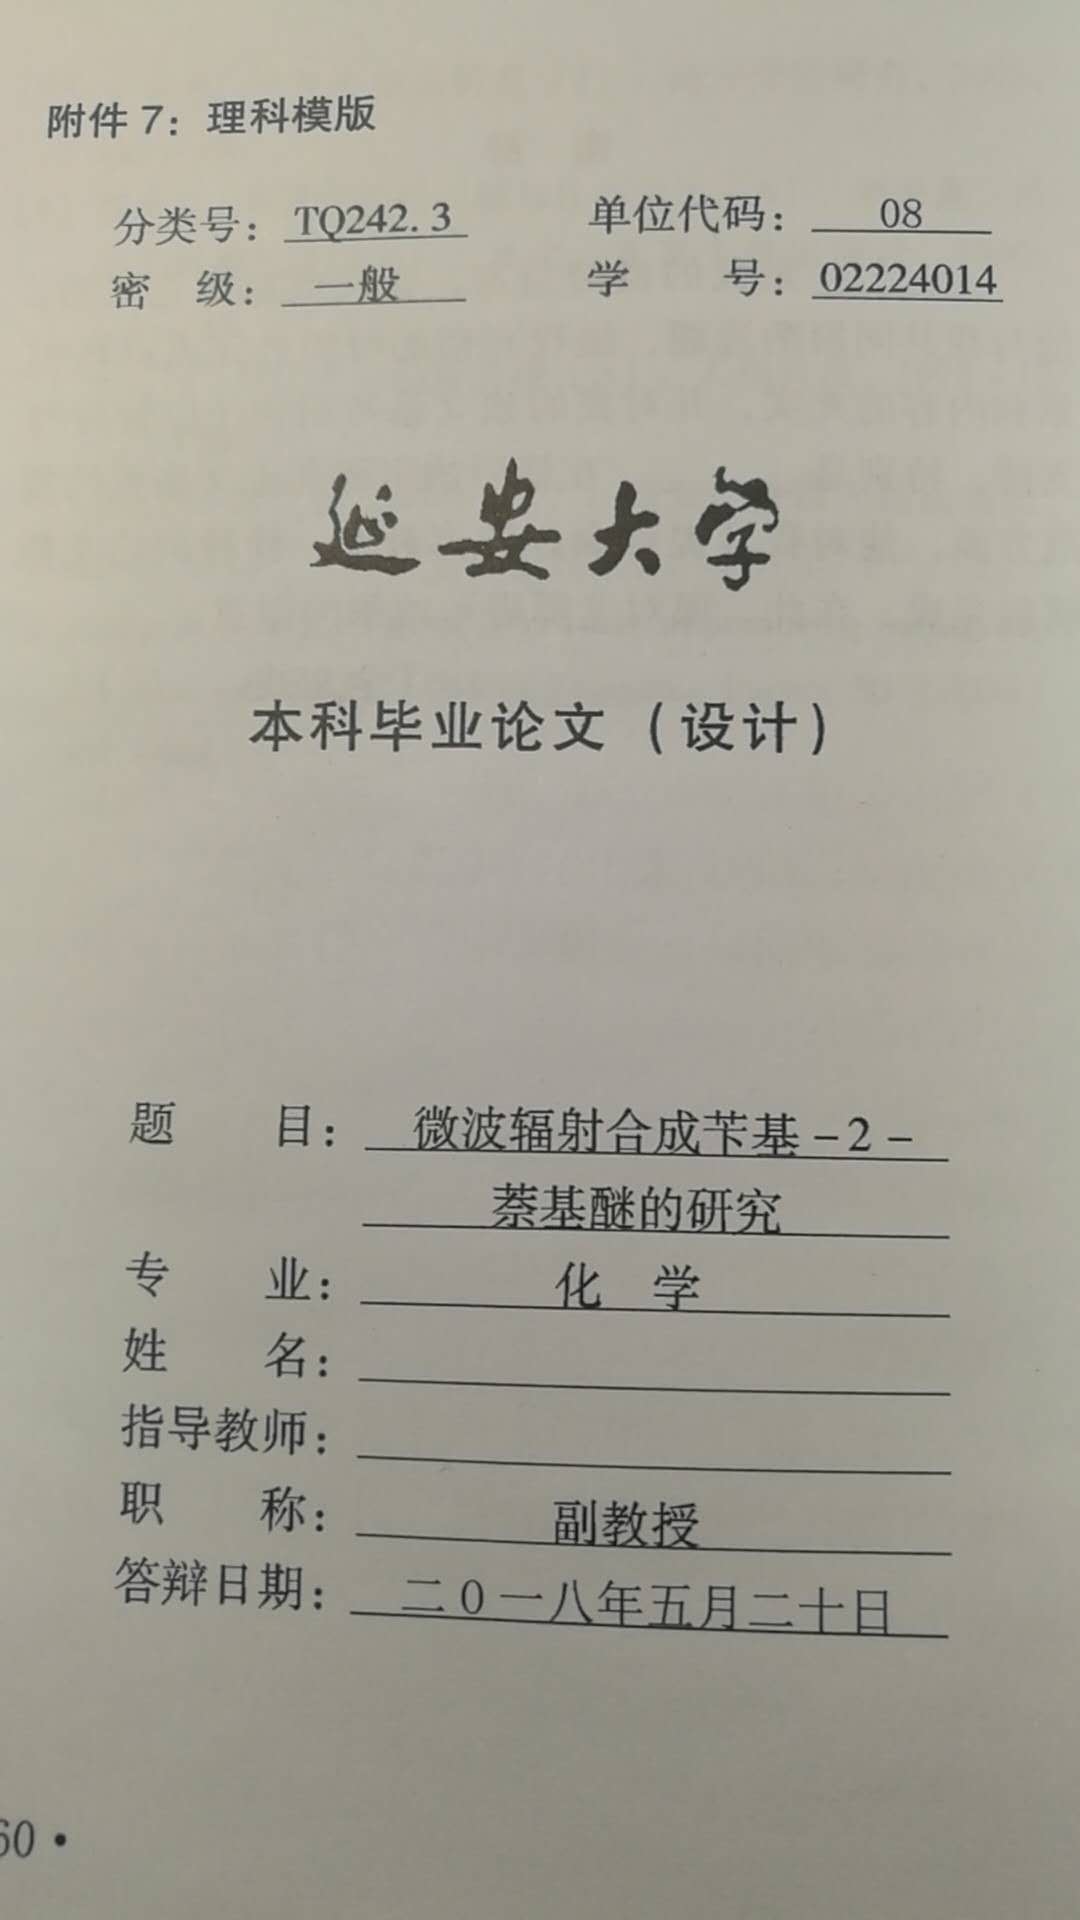 附件 7：理科模版
分类号：TQ242.3 单位代码：08
密 级：一般 学 号：02224014
延安大学
本科毕业论文（设计）
题 目：微波辐射合成苄基－2－
萘基醚的研究
专 业：化 学
姓 名：
指导教师：
职 称：副教授
答辩日期：二0一八年五月二十日
60·